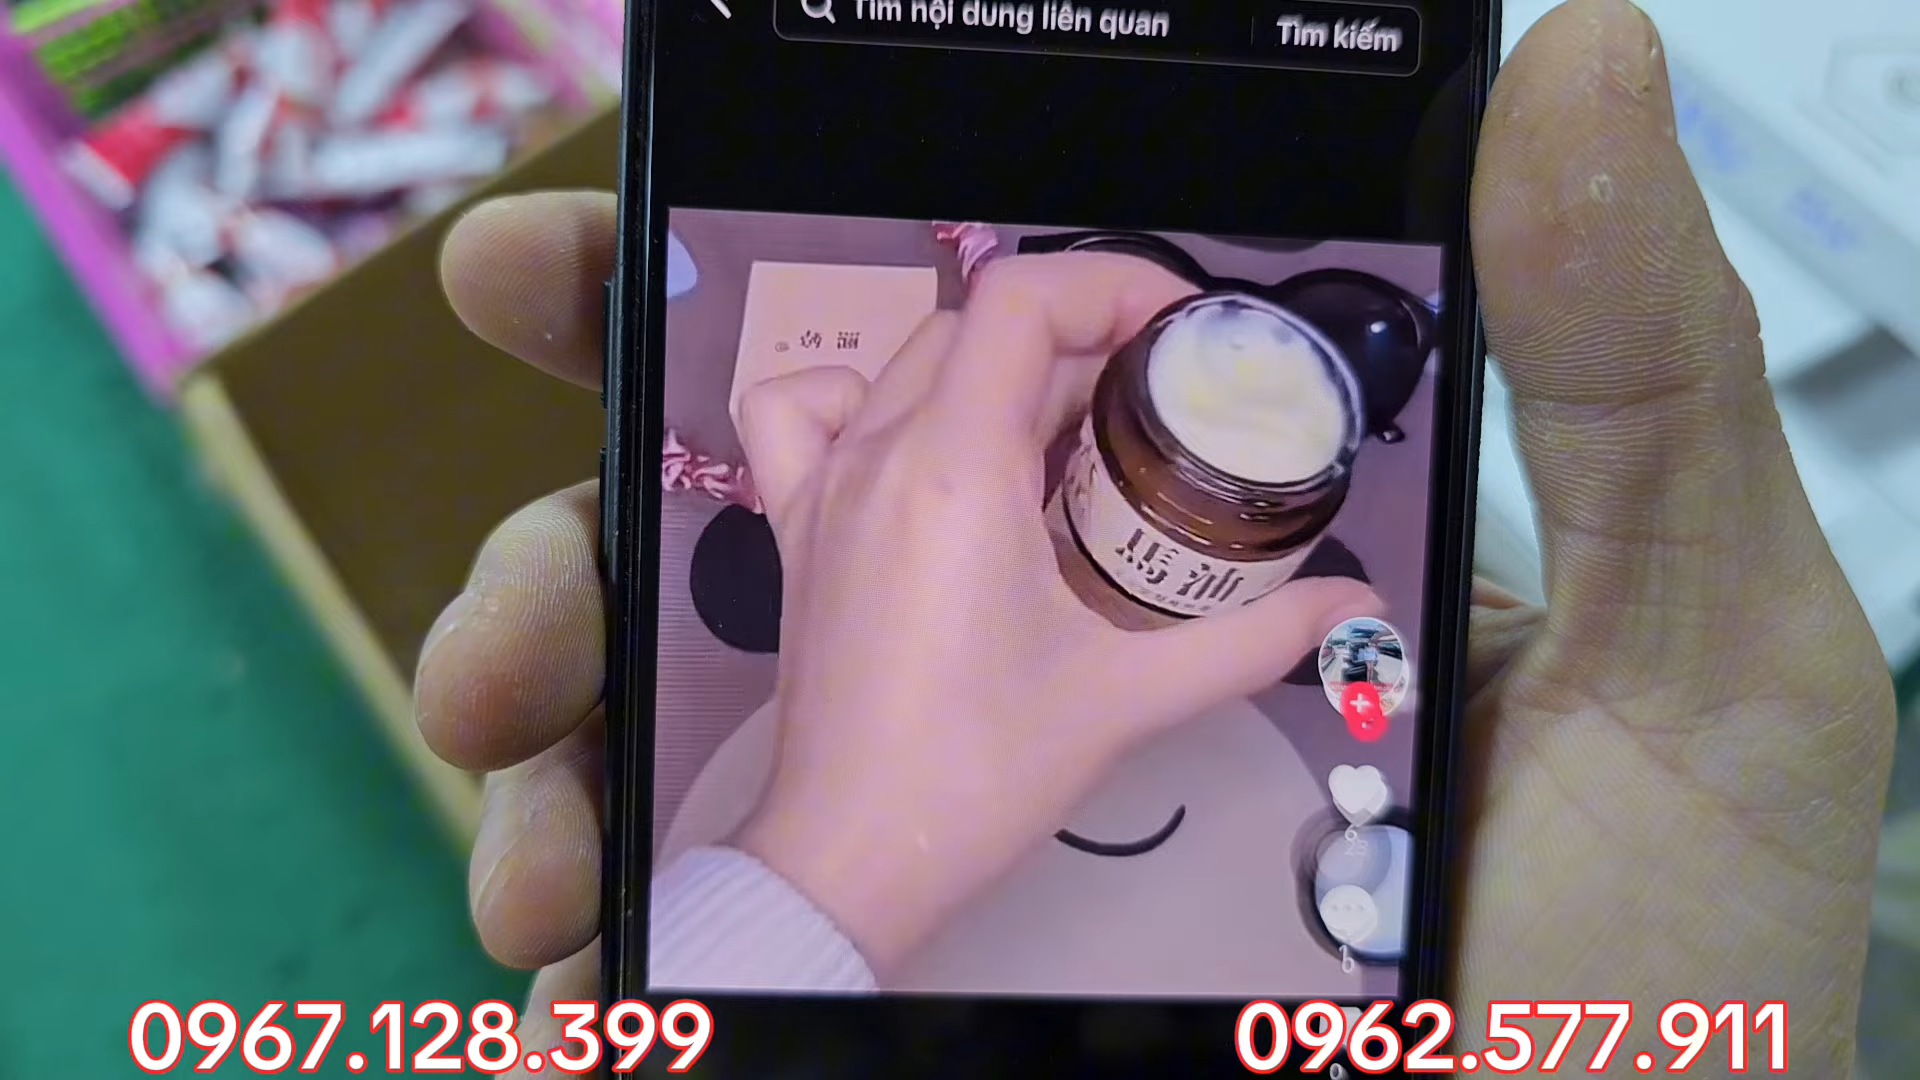 Tìm nội dung liên quan
Tìm kiếm
馬油
0967.128.399
0962.577.911